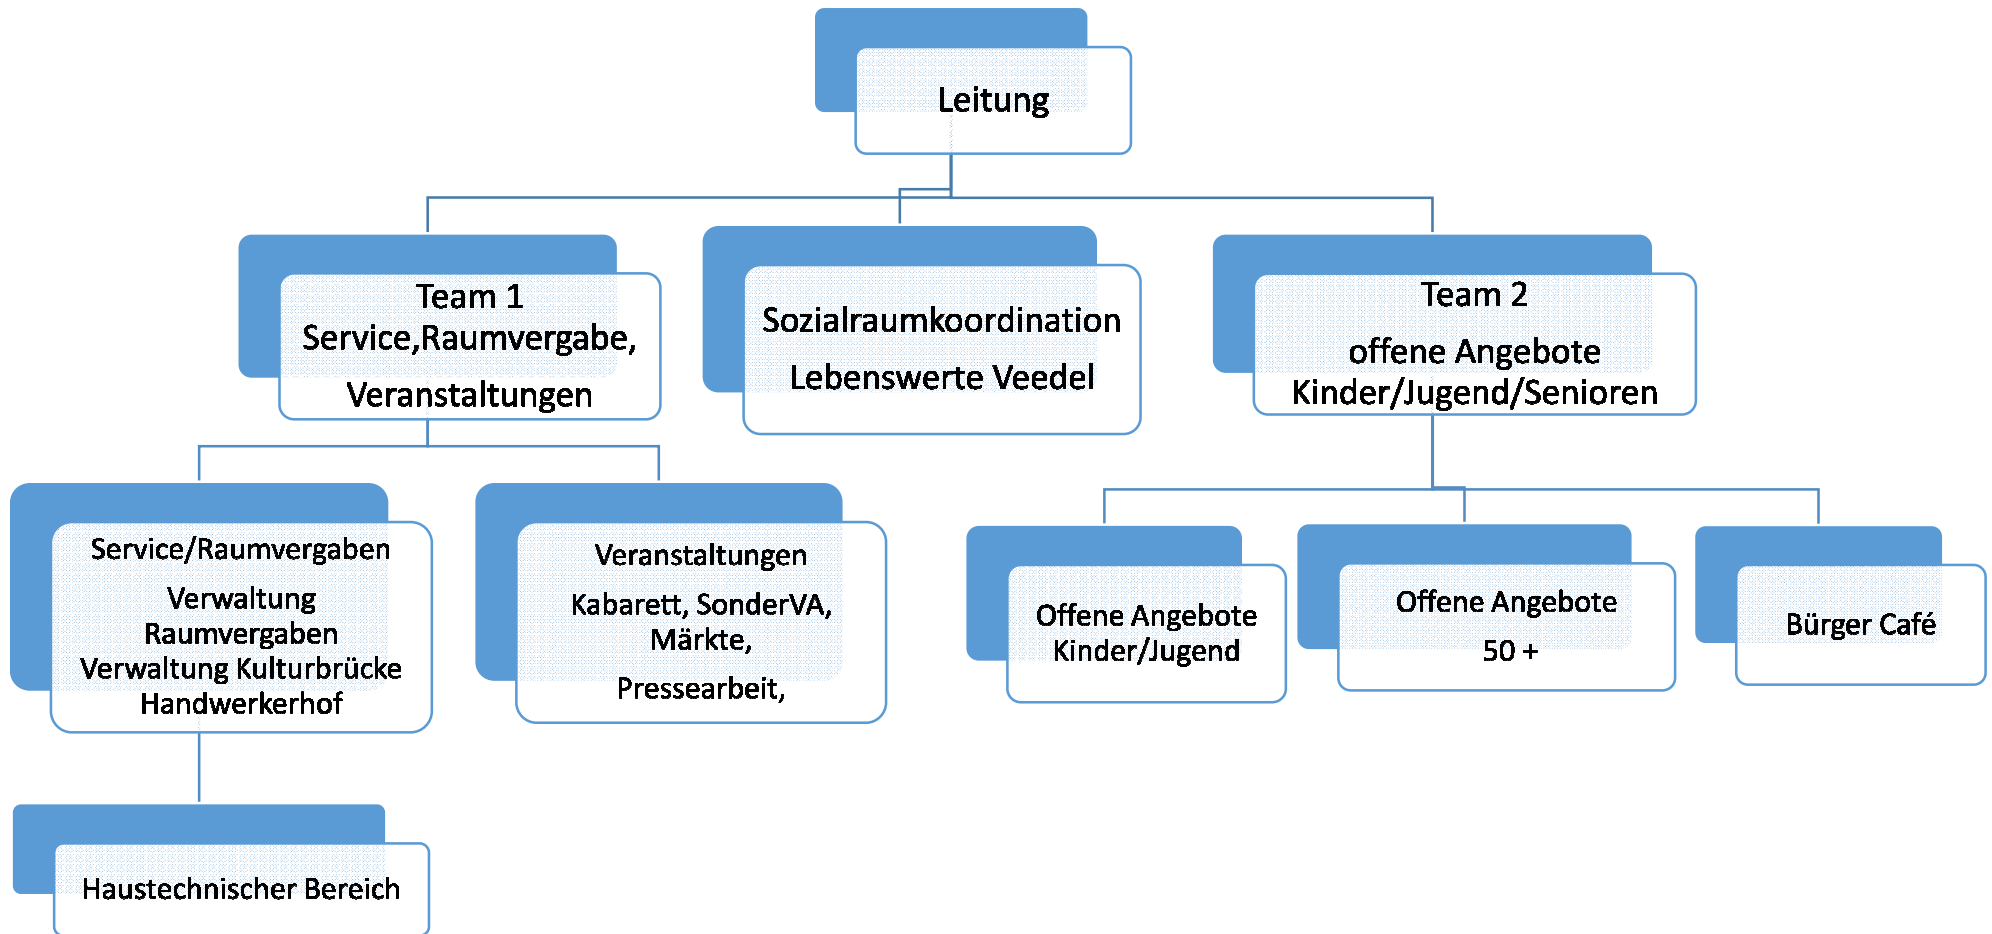 Leitung
Team 1
Service,Raumvergabe,
Veranstaltungen
Sozialraumkoordination
Lebenswerte Veedel
Team 2
offene Angebote
Kinder/Jugend/Senioren
Service/Raumvergaben
Verwaltung
Raumvergaben
Verwaltung Kulturbrücke
Handwerkerhof
Veranstaltungen
Kabarett, SonderVA,
Märkte,
Pressearbeit,
Offene Angebote
Kinder/Jugend
Offene Angebote
50 +
Bürger Café
Haustechnischer Bereich